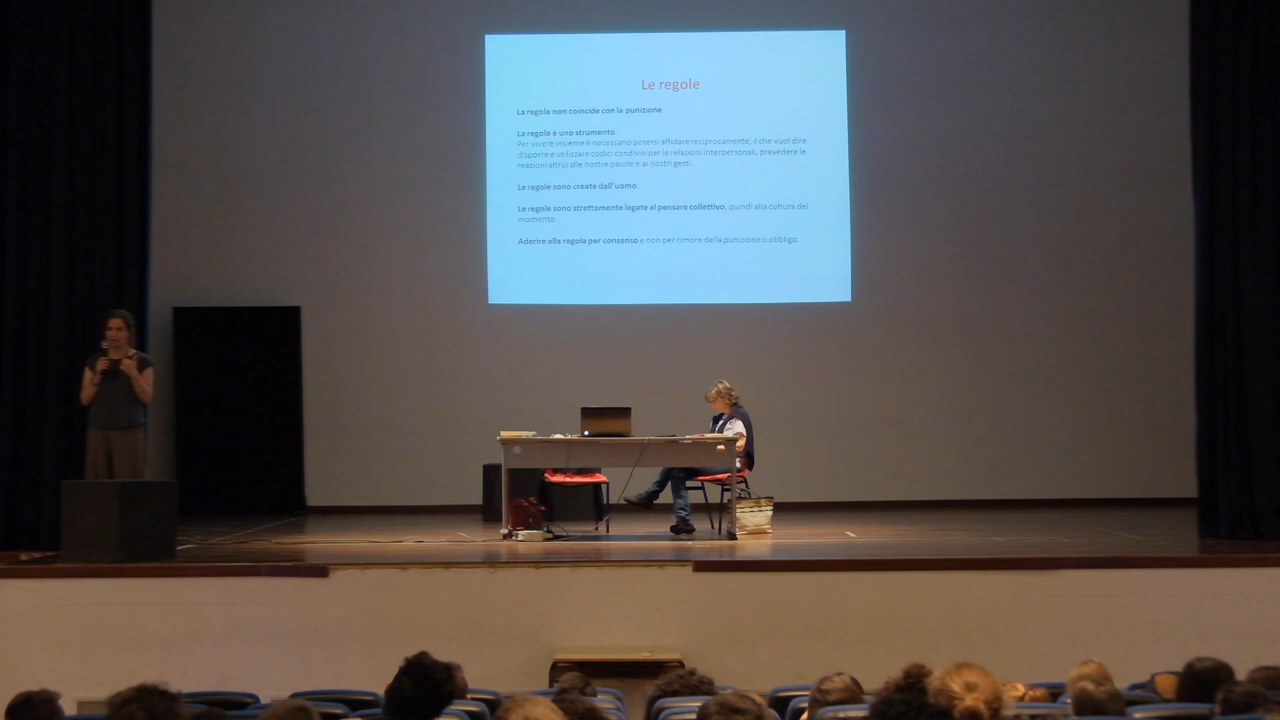 Le regole
La regola non coincide con la punizione
La regola è uno strumento.
Per vivere insieme è necessario potersi affidare reciprocamente, il che vuol dire
disporre e utilizzare codici condivisi per le relazioni interpersonali, prevedere le
reazioni altrui alle nostre parole e ai nostri gesti.
Le regole sono create dall'uomo.
Le regole sono strettamente legate al pensare collettivo, quindi alla cultura del
momento.
Aderire alla regola per consenso e non per timore della punizione o obbligo.